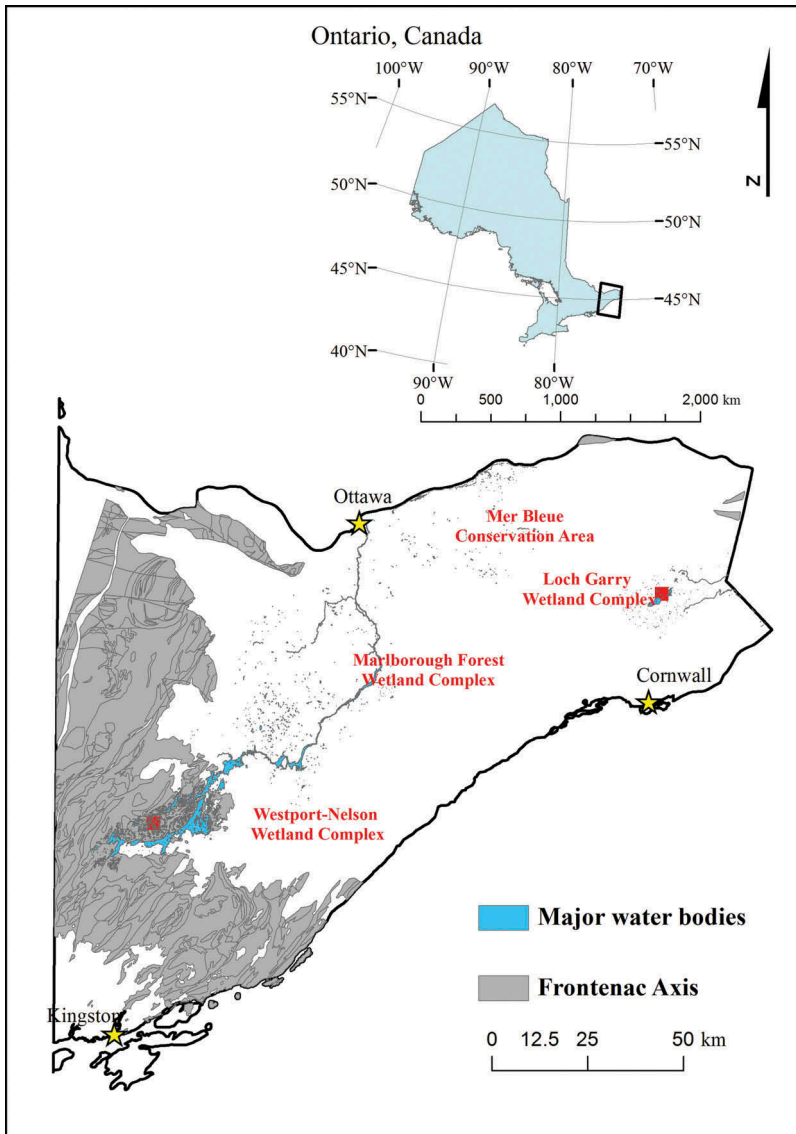 Ontario, Canada
100°W
90°W
80°W
70°W
55°N
55°N
50°N
50°N
45°N
45°N
40°N
90°W
80°W
N
0 500 1,000 2,000 km
Ottawa
Mer Bleue
Conservation Area
Loch Garry
Wetland Complex
Marlborough Forest
Wetland Complex
Cornwall
Westport-Nelson
Wetland Complex
Major water bodies
Frontenac Axis
Kingston
0 12.5 25 50 km